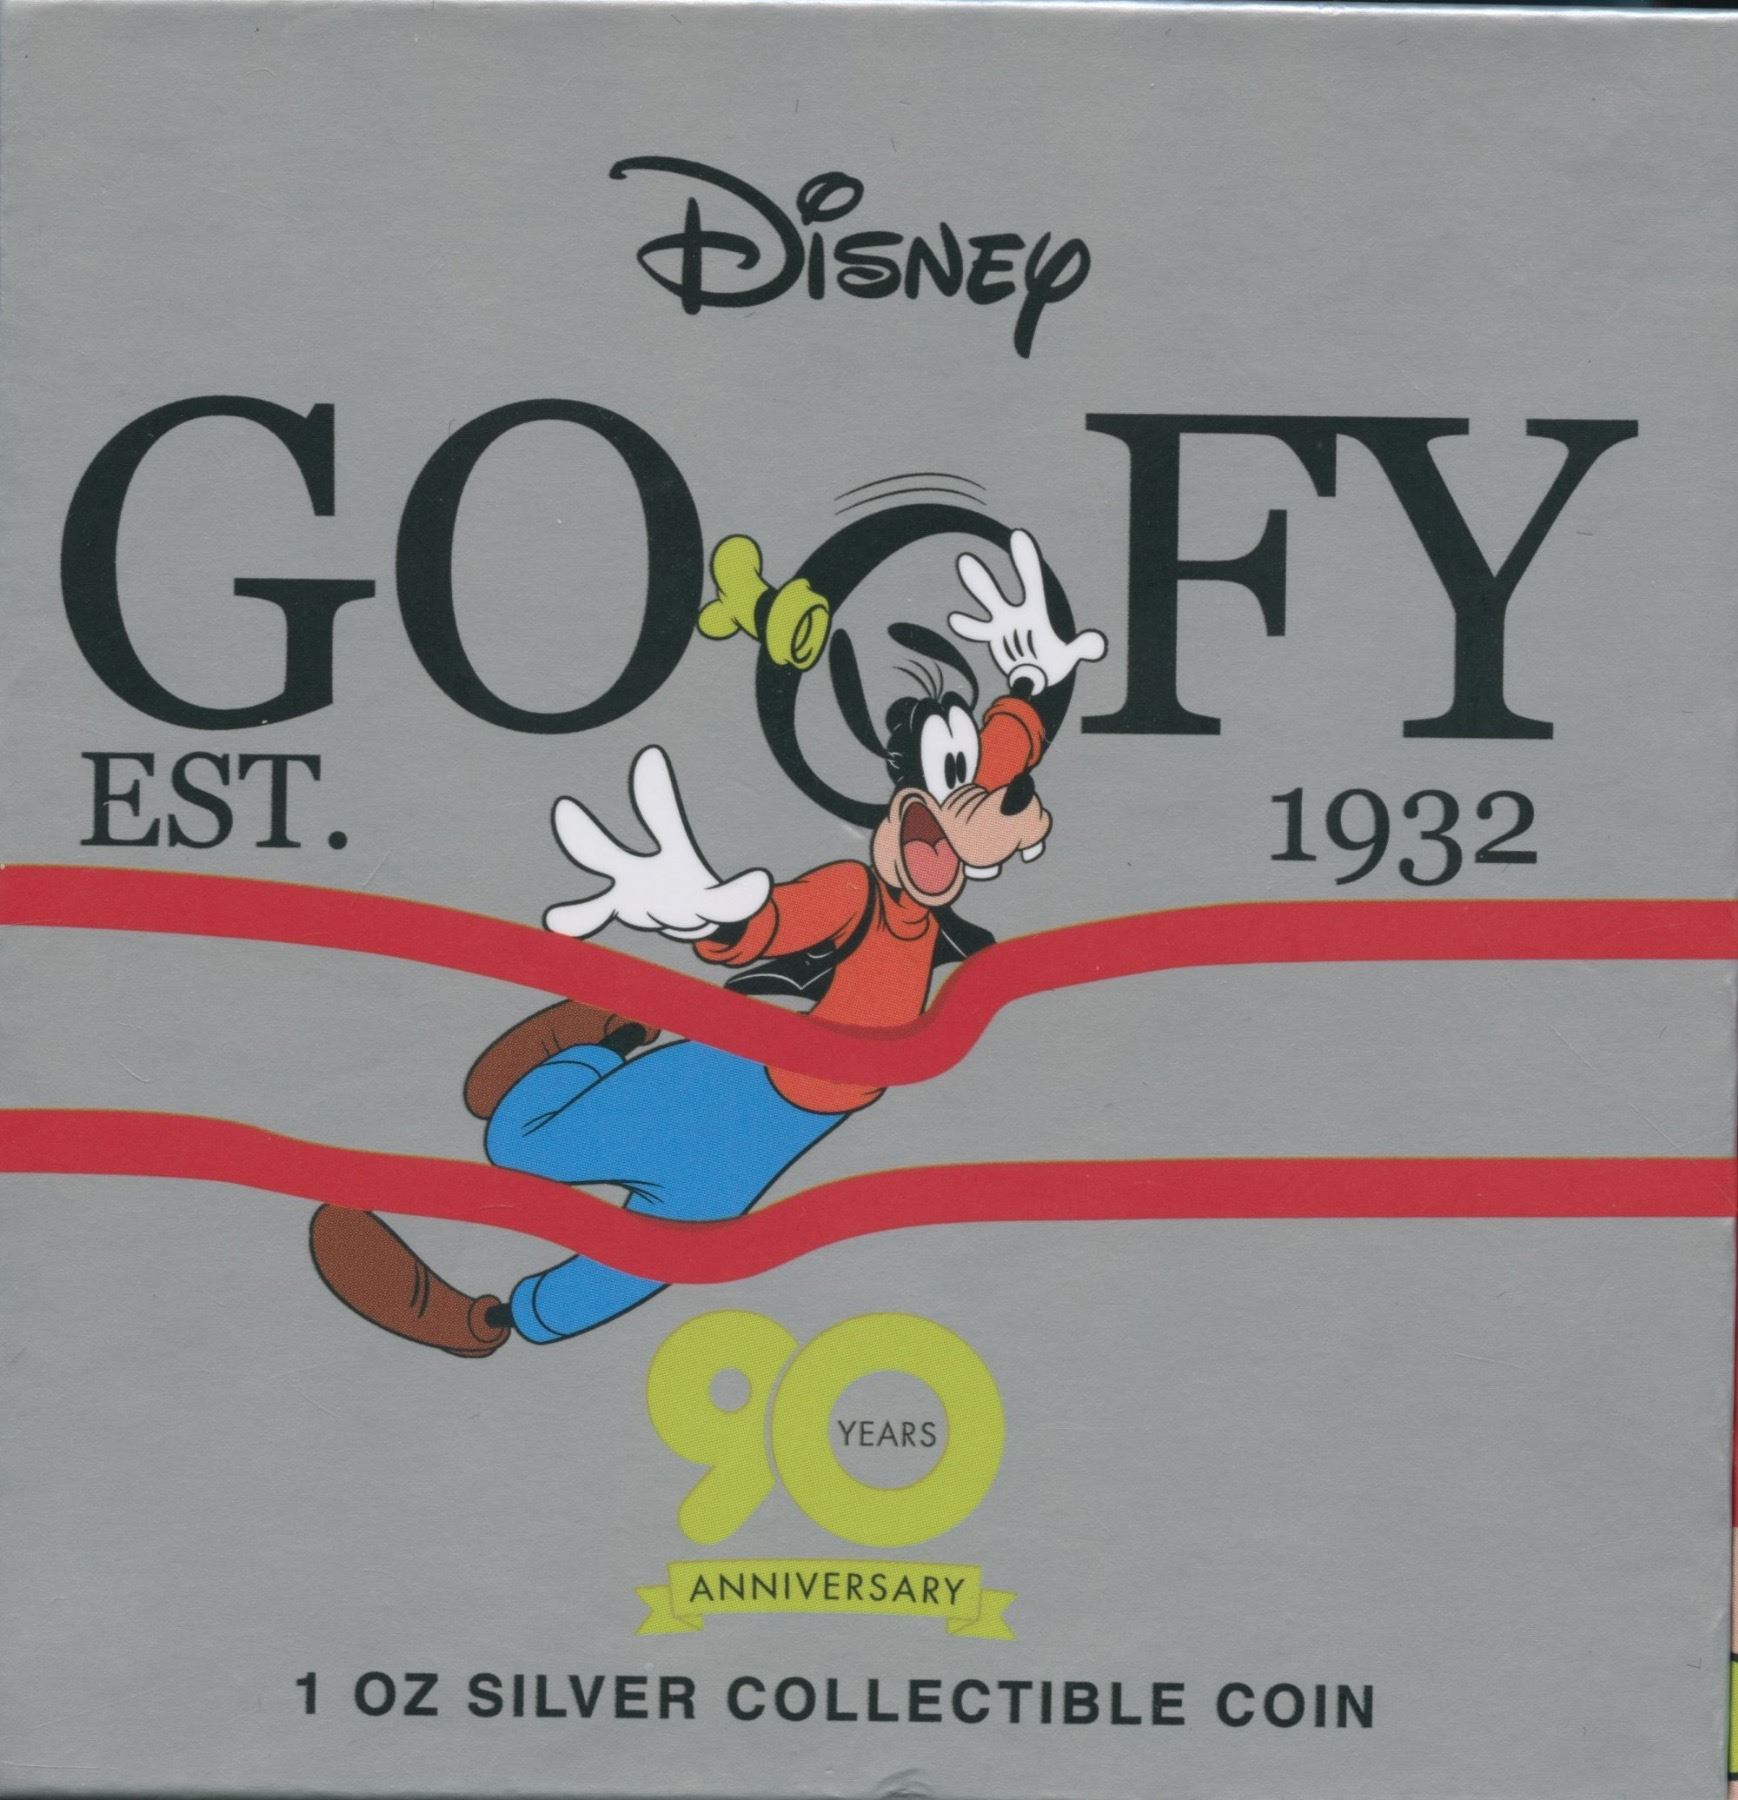 Disney
GOOFY
EST. 1932
90
YEARS
ANNIVERSARY
1 OZ SILVER COLLECTIBLE COIN